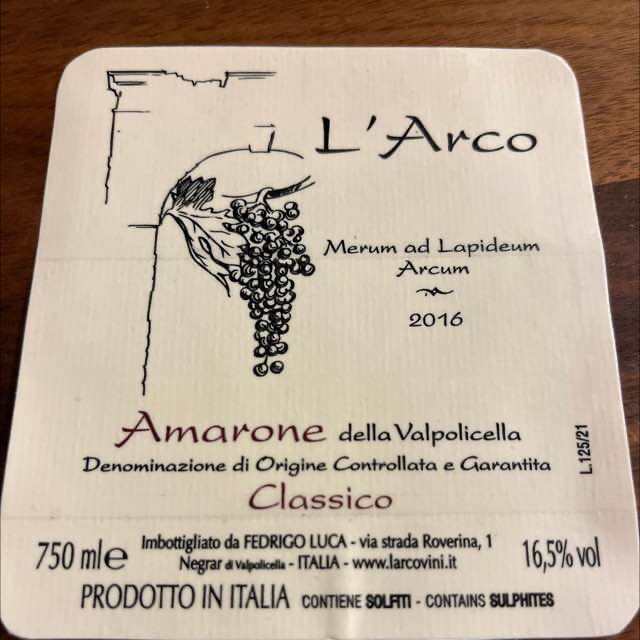 L'Arco
Merum ad Lapideum
Arcum
2016
Amarone della Valpolicella
Denominazione di Origine Controllata e Garantita
Classico
L.125/21
750 ml e
Imbottigliato da FEDRIGO LUCA - via strada Roverina, 1
Negrar di Valpolicella - ITALIA - www.larcovini.it
16,5% vol
PRODOTTO IN ITALIA CONTIENE SOLFITI - CONTAINS SULPHITES